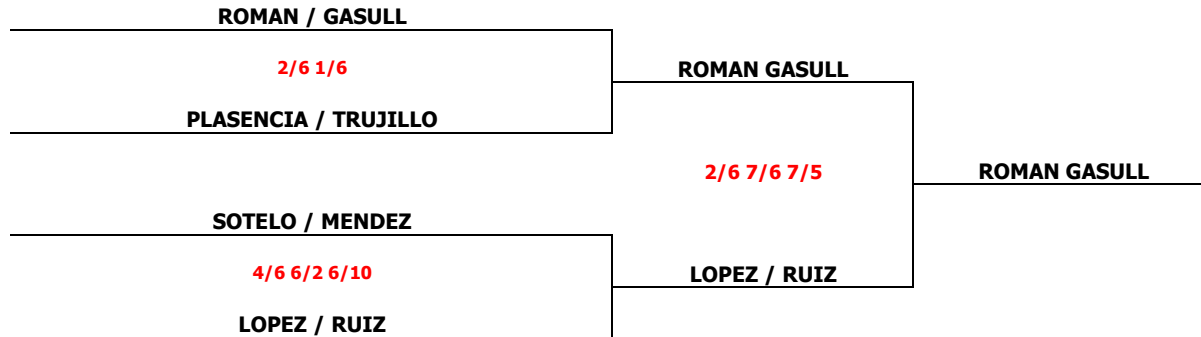 ROMAN / GASULL
2/6 1/6
ROMAN GASULL
PLASENCIA / TRUJILLO
2/6 7/6 7/5
ROMAN GASULL
SOTELO / MENDEZ
4/6 6/2 6/10
LOPEZ / RUIZ
LOPEZ / RUIZ